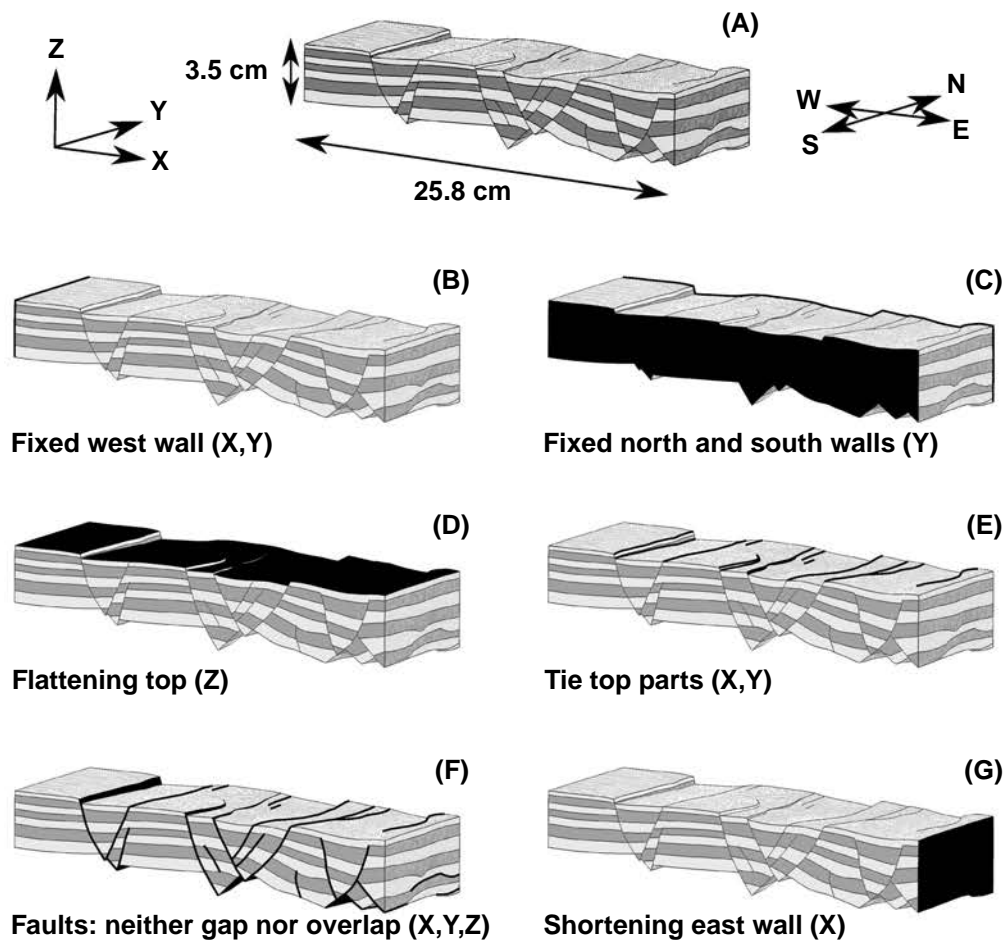 (A)
Z
Y
X
3.5 cm
25.8 cm
W
N
S
E
(B)
Fixed west wall (X,Y)
(C)
Fixed north and south walls (Y)
(D)
Flattening top (Z)
(E)
Tie top parts (X,Y)
(F)
Faults: neither gap nor overlap (X,Y,Z)
(G)
Shortening east wall (X)